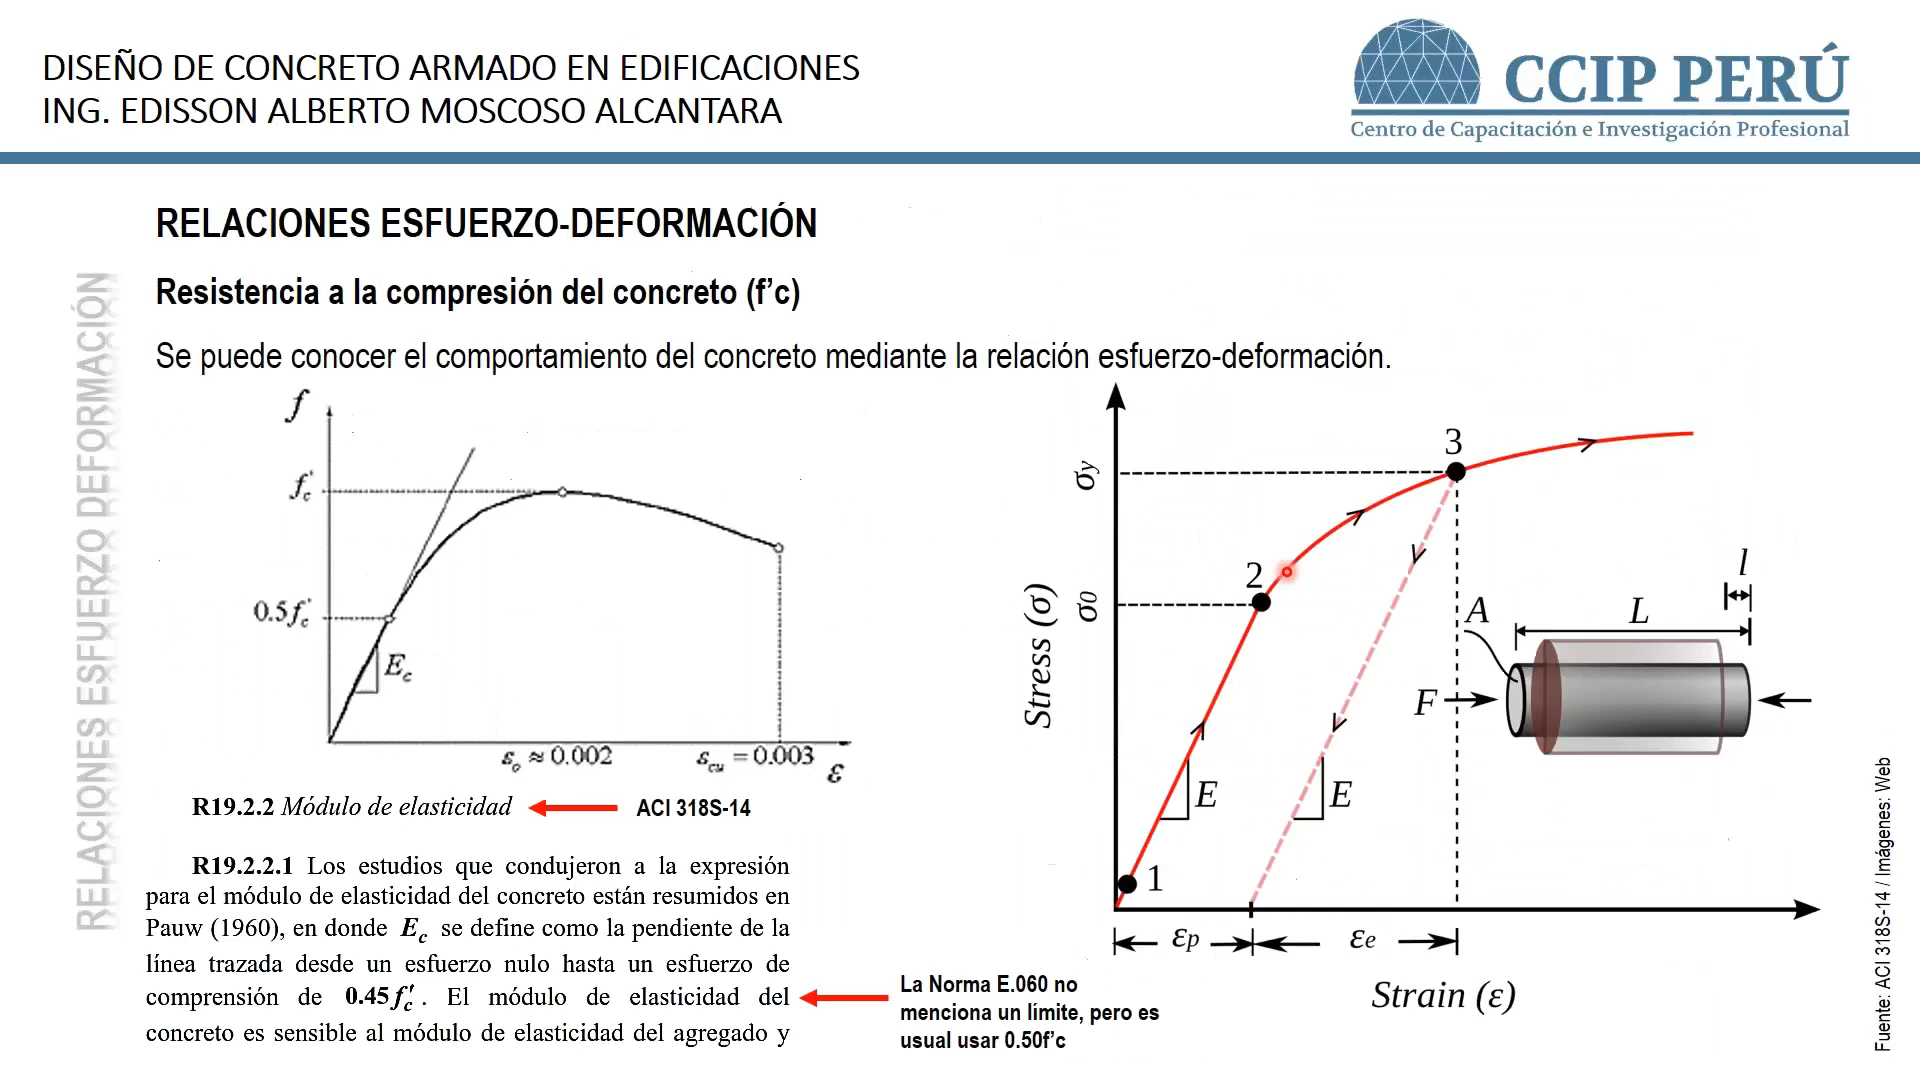 DISEÑO DE CONCRETO ARMADO EN EDIFICACIONES
ING. EDISSON ALBERTO MOSCOSO ALCANTARA
CCIP PERÚ
Centro de Capacitación e Investigación Profesional
RELACIONES ESFUERZO-DEFORMACIÓN
Resistencia a la compresión del concreto (f'c)
Se puede conocer el comportamiento del concreto mediante la relación esfuerzo-deformación.
RELACIONES ESFUERZO DEFORMACIÓN
f
f'c
0.5f'c
Ec
εo ≈ 0.002
εcu = 0.003
ε
R19.2.2 Módulo de elasticidad
ACI 318S-14
R19.2.2.1 Los estudios que condujeron a la expresión
para el módulo de elasticidad del concreto están resumidos en
Pauw (1960), en donde Ec se define como la pendiente de la
línea trazada desde un esfuerzo nulo hasta un esfuerzo de
comprensión de 0.45f'c. El módulo de elasticidad del
concreto es sensible al módulo de elasticidad del agregado y
La Norma E.060 no
menciona un límite, pero es
usual usar 0.50f'c
Stress (σ)
σy
σ0
3
2
1
E
E
εp
εe
Strain (ε)
A
L
l
F
Fuente: ACI 318S-14 / Imágenes: Web